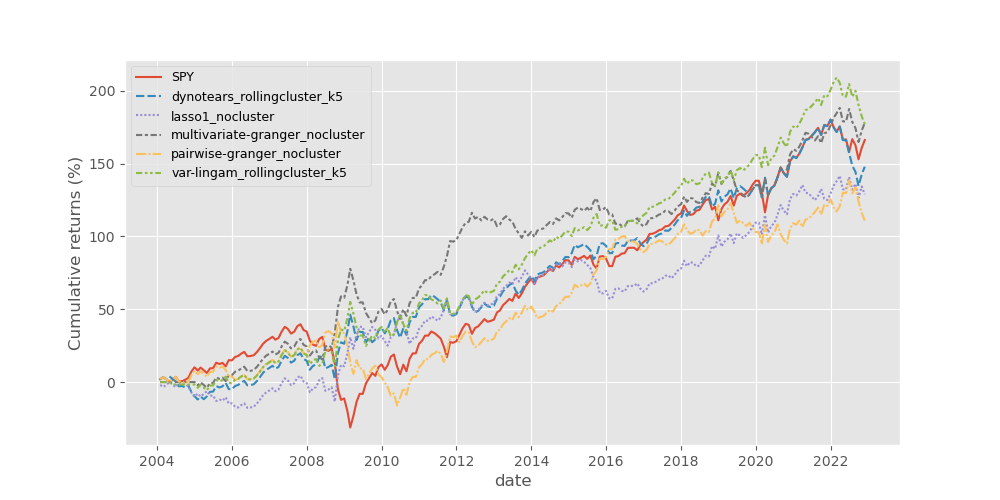 Cumulative returns (%)
200
150
100
50
0
SPY
dynotears_rollingcluster_k5
lasso1_nocluster
multivariate-granger_nocluster
pairwise-granger_nocluster
var-lingam_rollingcluster_k5
2004 2006 2008 2010 2012 2014 2016 2018 2020 2022
date